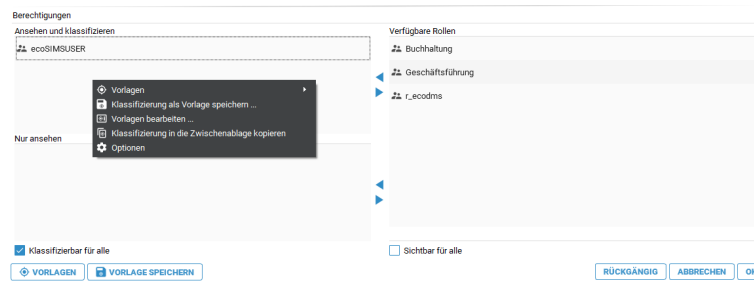 Berechtigungen
Ansehen und klassifizieren
Verfügbare Rollen
ecoSIMSUSER
Buchhaltung
Geschäftsführung
r_ecodms
Vorlagen
Klassifizierung als Vorlage speichern ...
Vorlagen bearbeiten ...
Klassifizierung in die Zwischenablage kopieren
Optionen
Nur ansehen
Klassifizierbar für alle
Sichtbar für alle
VORLAGEN
VORLAGE SPEICHERN
RÜCKGÄNGIG
ABBRECHEN